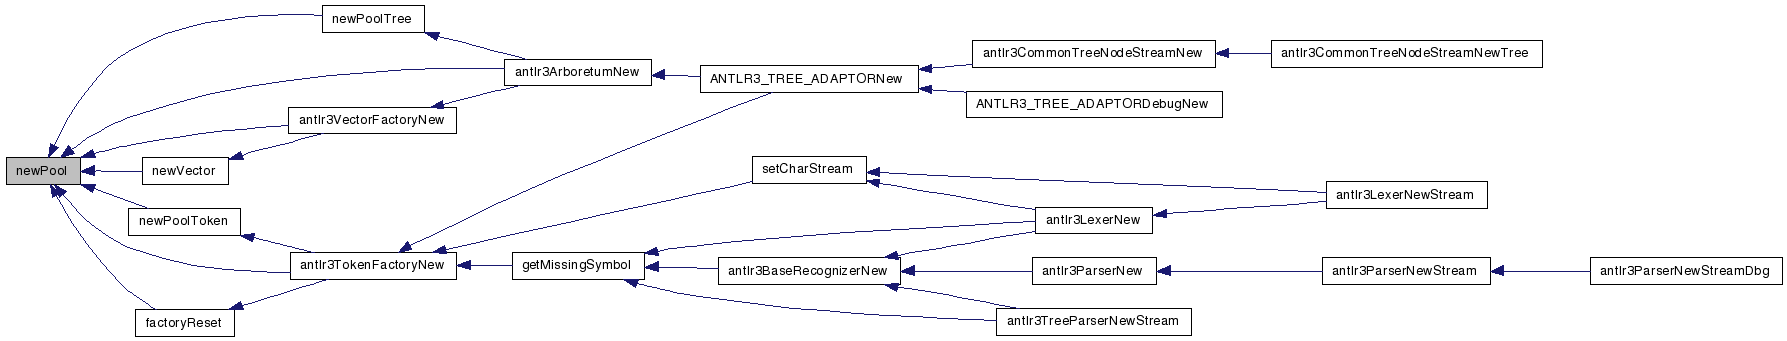 newPool
newPoolTree
antlr3ArboretumNew
antlr3VectorFactoryNew
newVector
newPoolToken
antlr3TokenFactoryNew
factoryReset
ANTLR3_TREE_ADAPTORNew
antlr3CommonTreeNodeStreamNew
antlr3CommonTreeNodeStreamNewTree
ANTLR3_TREE_ADAPTORDebugNew
setCharStream
antlr3LexerNewStream
antlr3LexerNew
getMissingSymbol
antlr3BaseRecognizerNew
antlr3ParserNew
antlr3ParserNewStream
antlr3ParserNewStreamDbg
antlr3TreeParserNewStream